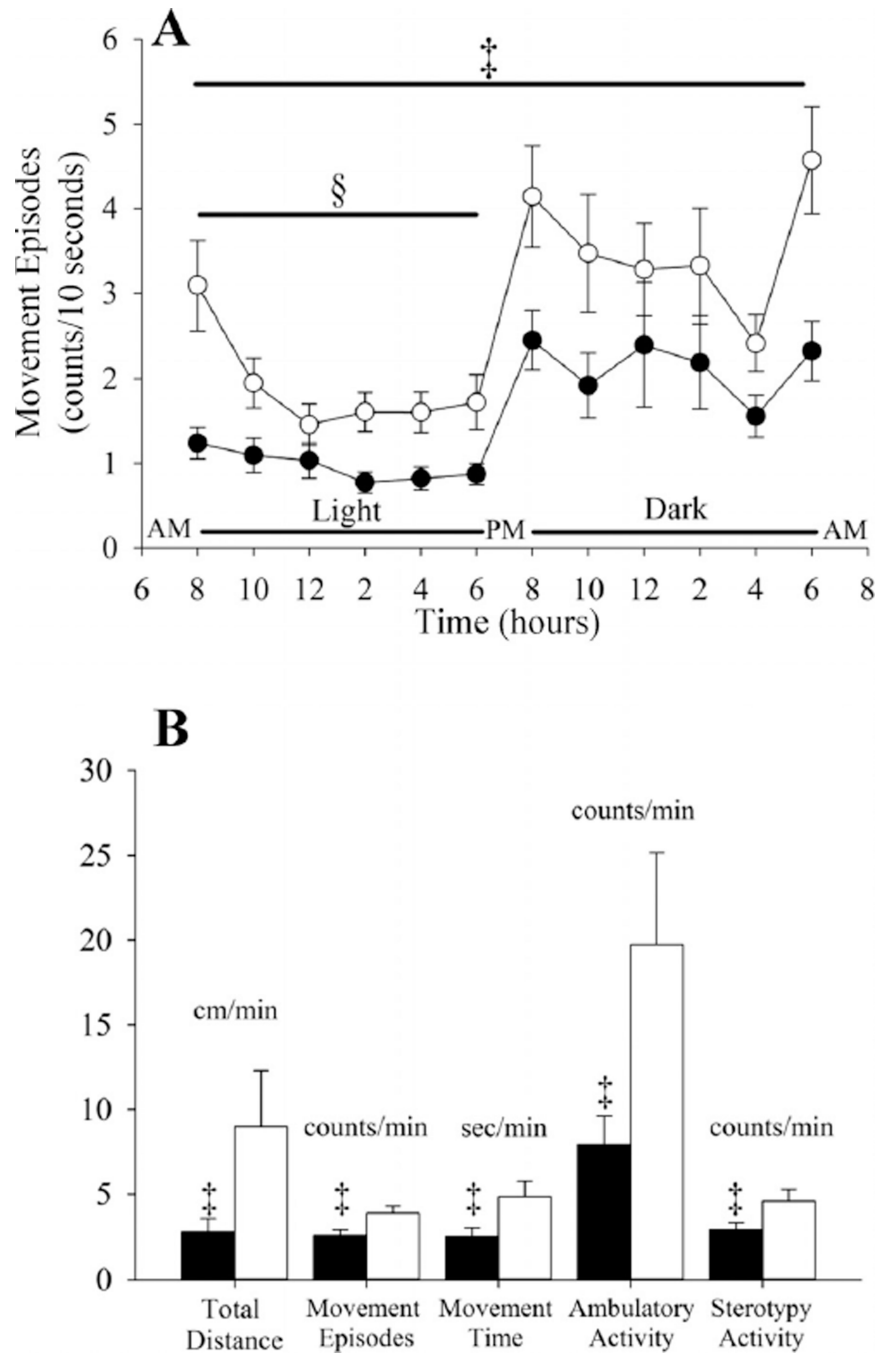 A
6
‡
5
Movement Episodes
(counts/10 seconds)
4
§
3
2
1
Light
Dark
AM
PM
AM
0
6 8 10 12 2 4 6 8 10 12 2 4 6 8
Time (hours)
B
30
counts/min
25
20
cm/min
15
counts/min sec/min counts/min
10
‡
‡ ‡ ‡ ‡
5
0
Total Movement Movement Ambulatory Sterotypy
Distance Episodes Time Activity Activity